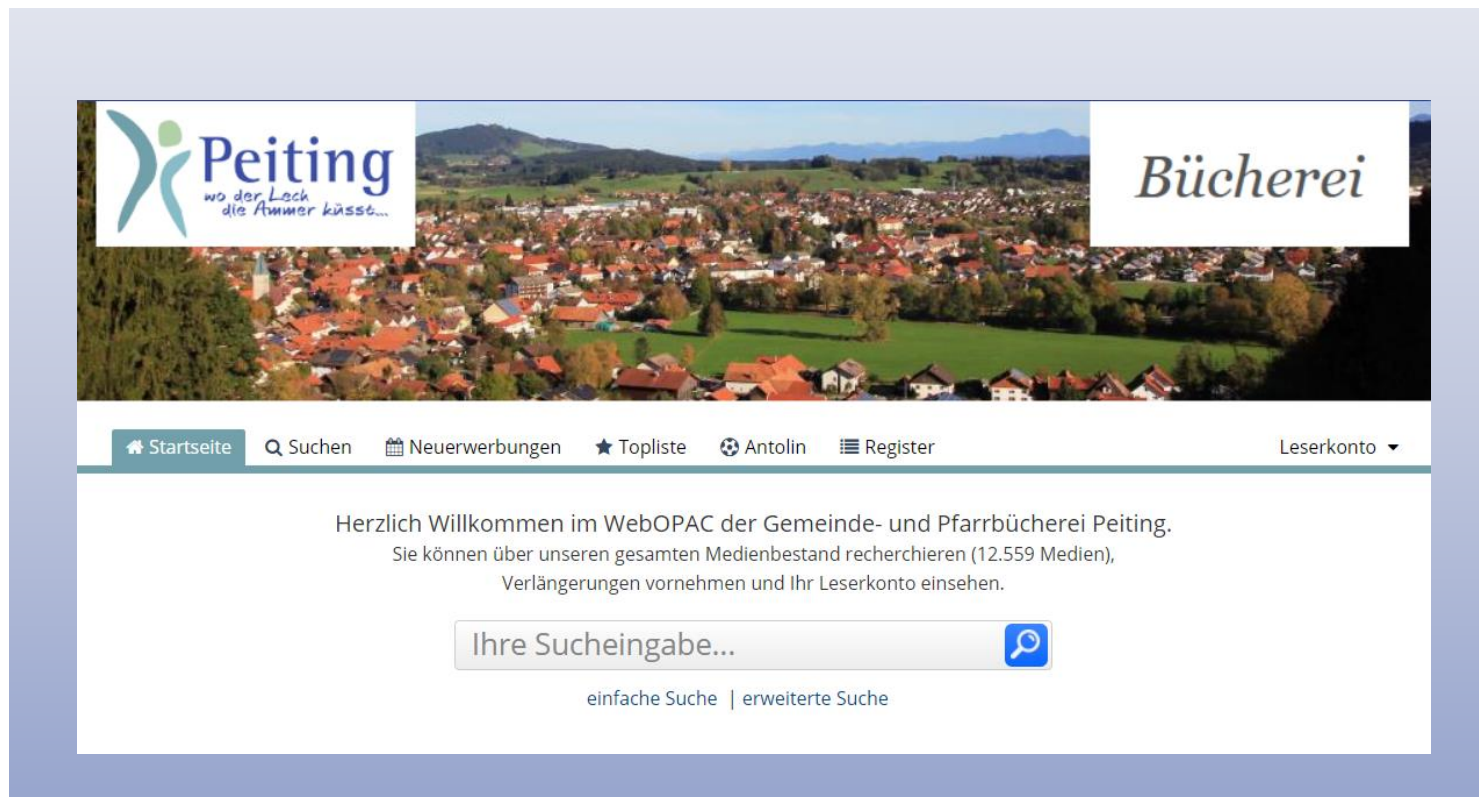 Peiting
wo der Lech
die Ammer küsst...
Bücherei
Startseite
Suchen
Neuerwerbungen
Topliste
Antolin
Register
Leserkonto
Herzlich Willkommen im WebOPAC der Gemeinde- und Pfarrbücherei Peiting.
Sie können über unseren gesamten Medienbestand recherchieren (12.559 Medien),
Verlängerungen vornehmen und Ihr Leserkonto einsehen.
Ihre Sucheingabe...
einfache Suche | erweiterte Suche